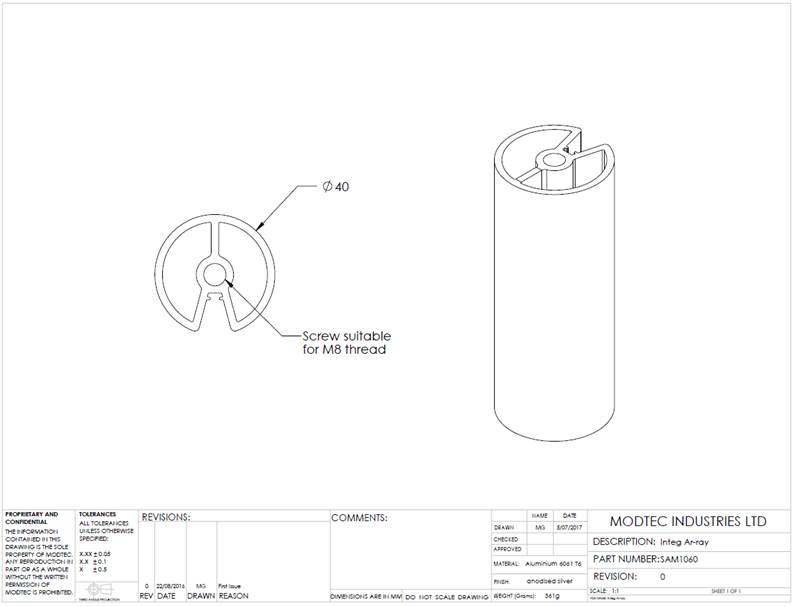 Ø 40
Screw suitable
for M8 thread
PROPRIETARY AND
CONFIDENTIAL
THE INFORMATION
CONTAINED IN THIS
DRAWING IS THE SOLE
PROPERTY OF MODTEC.
ANY REPRODUCTION IN
PART OR AS A WHOLE
WITHOUT THE WRITTEN
PERMISSION OF
MODTEC IS PROHIBITED.
TOLERANCES
ALL TOLERANCES
UNLESS OTHERWISE
SPECIFIED:
X.XX ± 0.05
X.X ± 0.1
X ± 0.5
THIRD ANGLE PROJECTION
REVISIONS:
0 22/08/2016 MG First Issue
REV DATE DRAWN REASON
COMMENTS:
DIMENSIONS ARE IN MM DO NOT SCALE DRAWING
NAME DATE
DRAWN MG 5/07/2017
CHECKED
APPROVED
MATERIAL: Aluminium 6061 T6
FINISH: anodised silver
WEIGHT (Grams): 361g
MODTEC INDUSTRIES LTD
DESCRIPTION: Integ Ar-ray
PART NUMBER: SAM1060
REVISION: 0
SCALE: 1:1 SHEET 1 OF 1